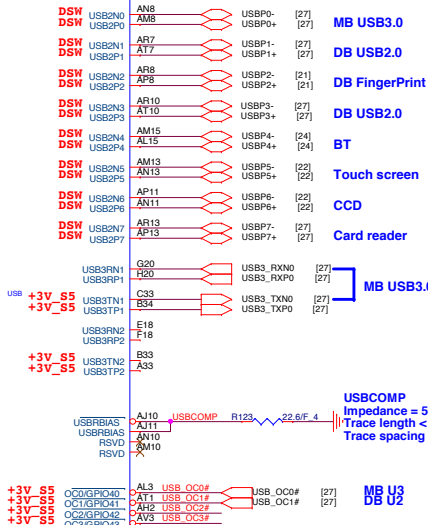 DSW USB2N0 AN8 USBP0- [27]
DSW USB2P0 AM8 USBP0+ [27] MB USB3.0
DSW USB2N1 AR7 USBP1- [27]
DSW USB2P1 AT7 USBP1+ [27] DB USB2.0
DSW USB2N2 AR8 USBP2- [21]
DSW USB2P2 AP8 USBP2+ [21] DB FingerPrint
DSW USB2N3 AR10 USBP3- [27]
DSW USB2P3 AT10 USBP3+ [27] DB USB2.0
DSW USB2N4 AM15 USBP4- [24]
DSW USB2P4 AL15 USBP4+ [24] BT
DSW USB2N5 AM13 USBP5- [22]
DSW USB2P5 AN13 USBP5+ [22] Touch screen
DSW USB2N6 AP11 USBP6- [22]
DSW USB2P6 AN11 USBP6+ [22] CCD
DSW USB2N7 AR13 USBP7- [27]
DSW USB2P7 AP13 USBP7+ [27] Card reader
USB3RN1 G20 USB3_RXN0 [27]
USB3RP1 H20 USB3_RXP0 [27]
MB USB3.0
USB +3V_S5 USB3TN1 C33 USB3_TXN0 [27]
+3V_S5 USB3TP1 B34 USB3_TXP0 [27]
USB3RN2 E18
USB3RP2 F18
+3V_S5 USB3TN2 B33
+3V_S5 USB3TP2 A33
USBCOMP
USBRBIAS AJ10 USBCOMP R123 22.6/F_4 Impedance = 5
USBRBIAS AJ11 Trace length <
RSVD AN10 Trace spacing
RSVD AM10
+3V_S5 OC0/GPIO40 AL3 USB_OC0# USB_OC0# [27] MB U3
+3V_S5 OC1/GPIO41 AT1 USB_OC1# USB_OC1# [27] DB U2
+3V_S5 OC2/GPIO42 AH2 USB_OC2#
+3V_S5 OC3/GPIO43 AV3 USB_OC3#